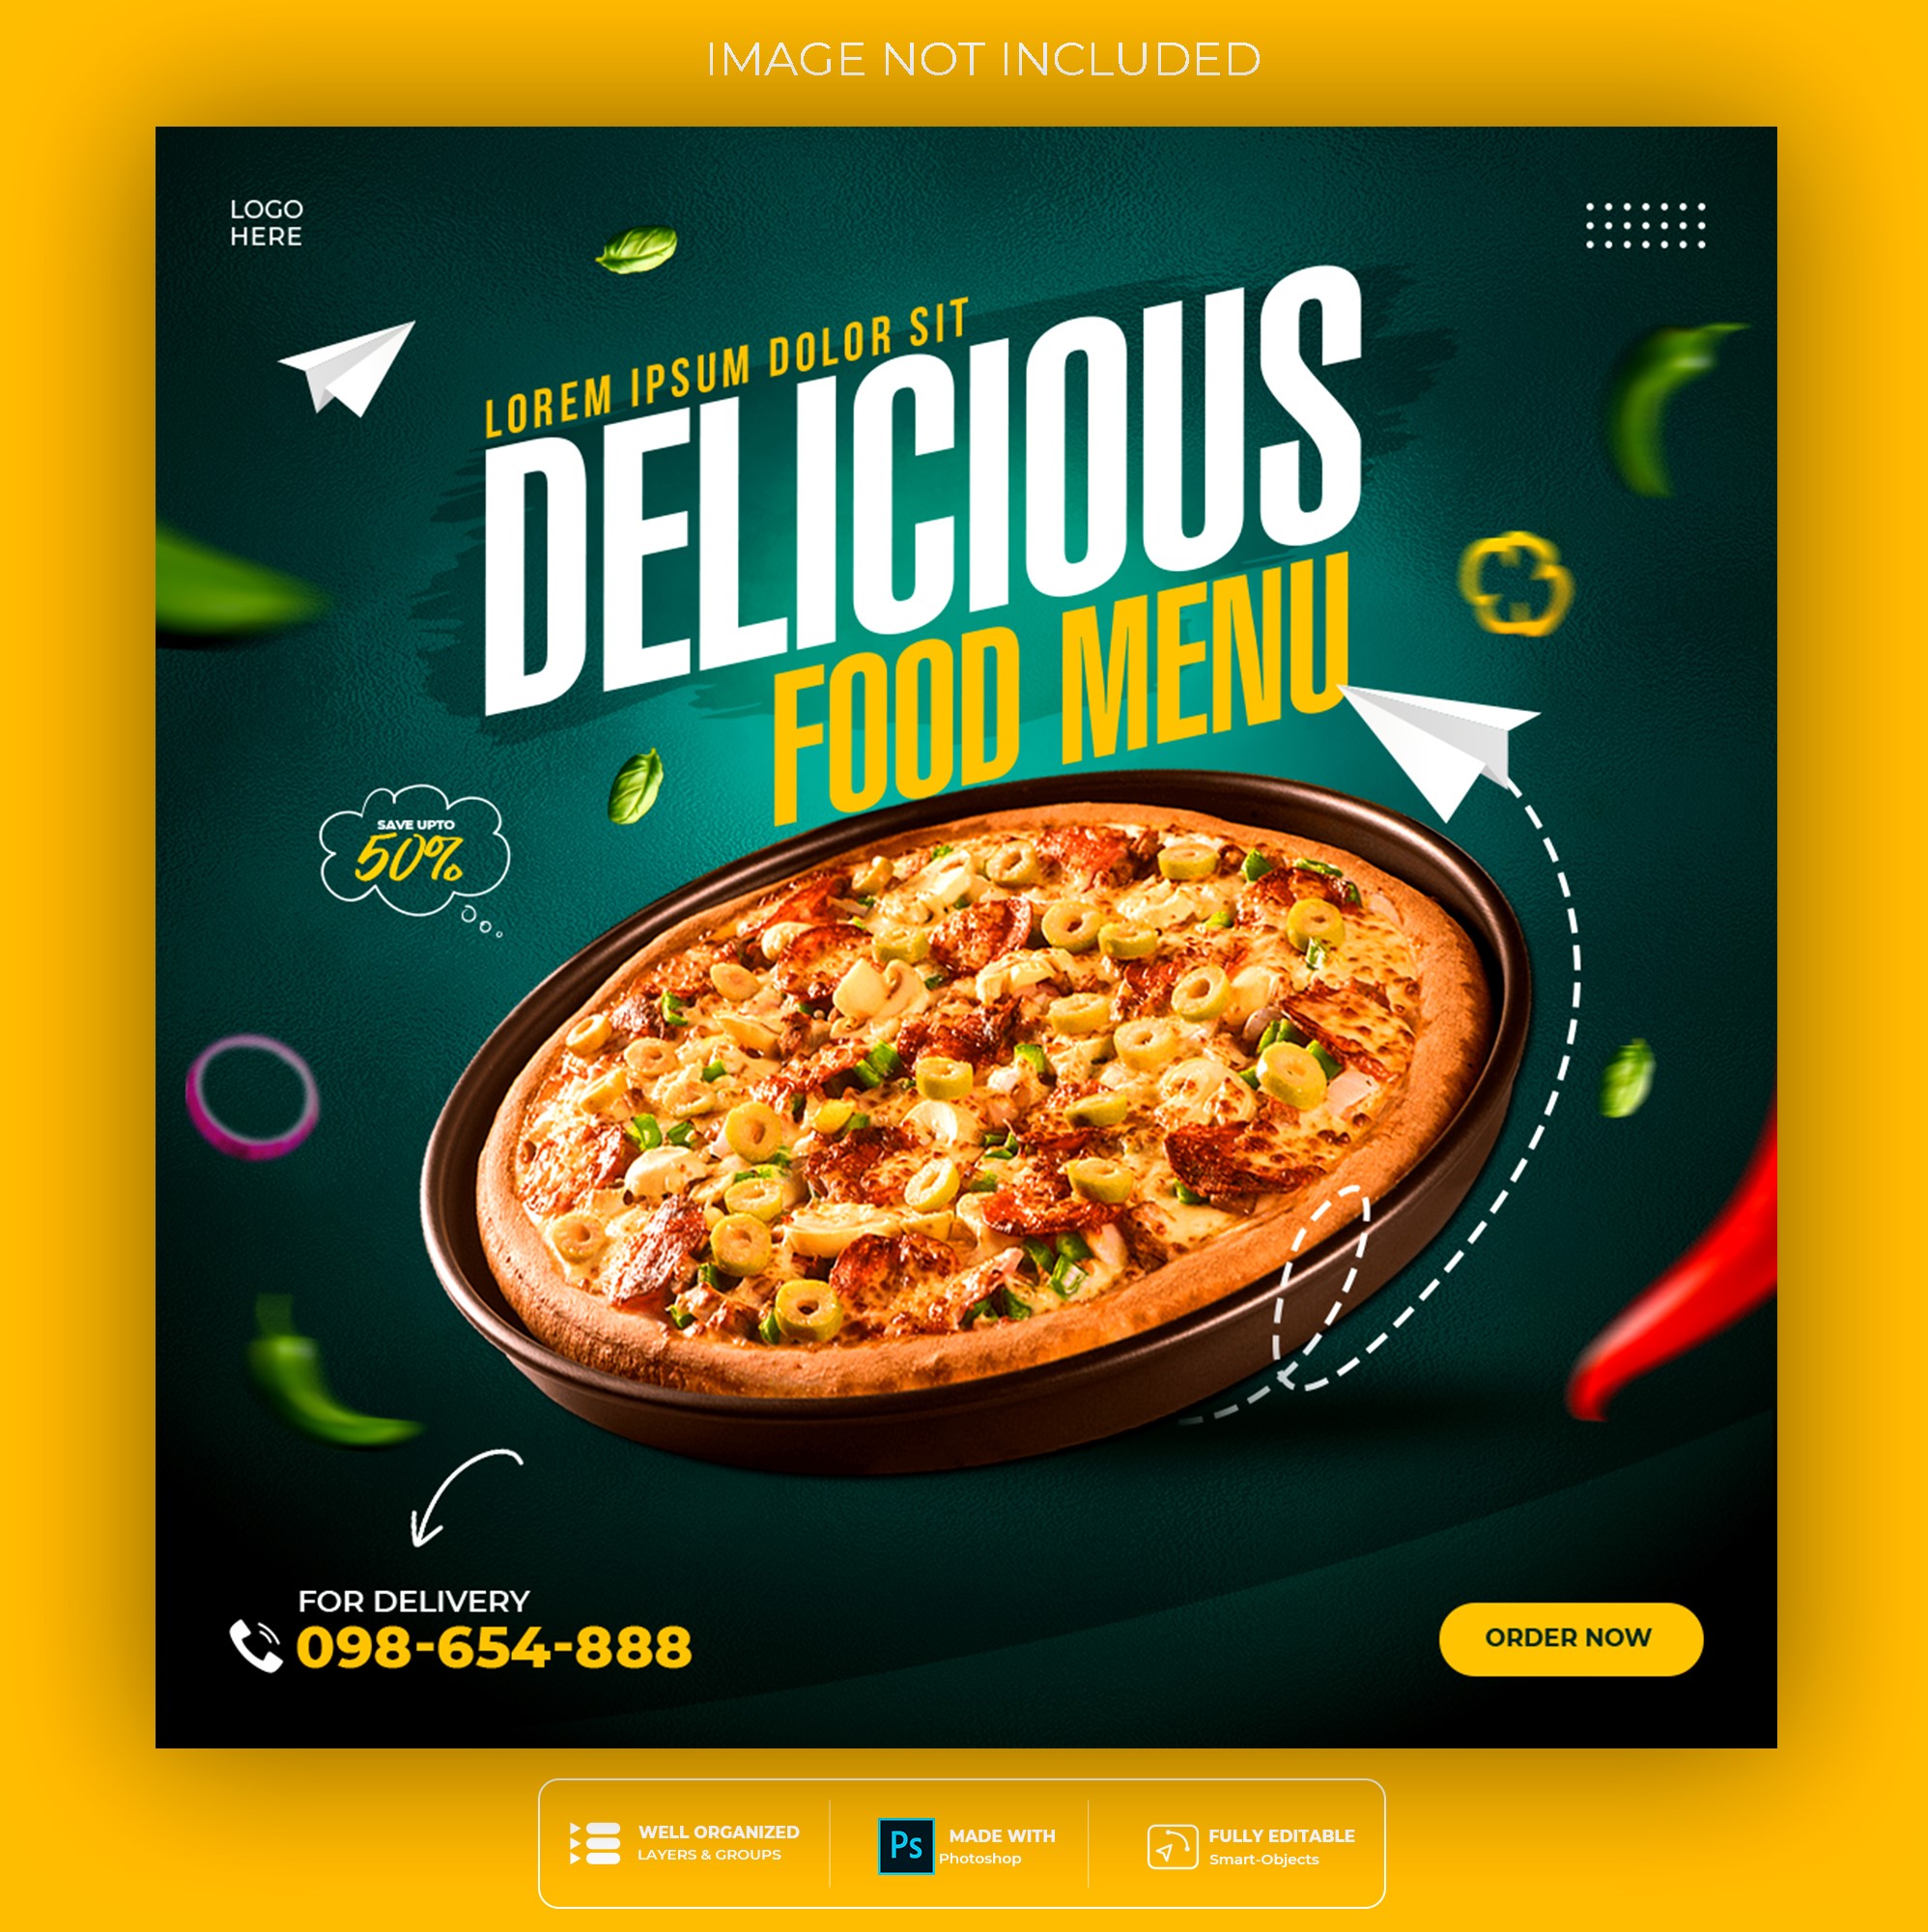 IMAGE NOT INCLUDED
LOGO
HERE
LOREM IPSUM DOLOR SIT
DELICIOUS
FOOD MENU
SAVE UPTO
50%
FOR DELIVERY
098-654-888
ORDER NOW
WELL ORGANIZED
LAYERS & GROUPS
Ps
MADE WITH
Photoshop
FULLY EDITABLE
Smart-Objects